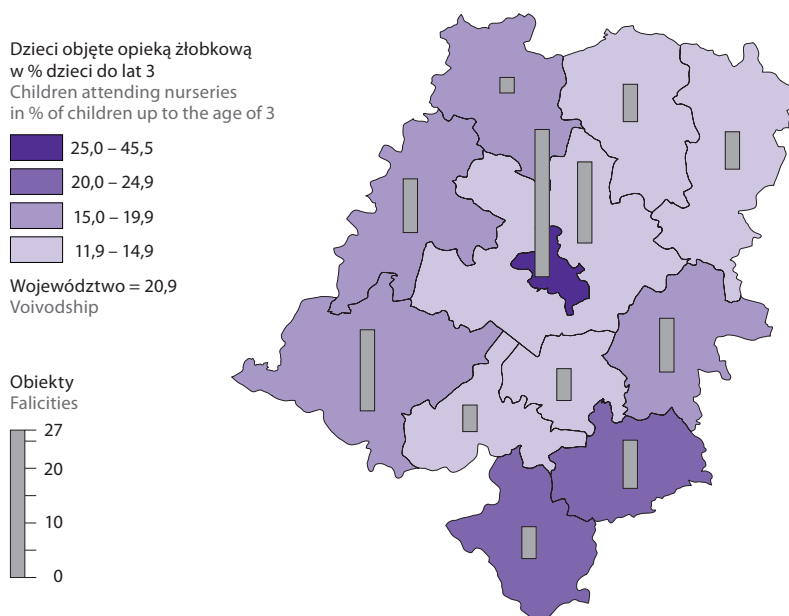 Dzieci objęte opieką żłobkową
w % dzieci do lat 3
Children attending nurseries
in % of children up to the age of 3
25,0 – 45,5
20,0 – 24,9
15,0 – 19,9
11,9 – 14,9
Województwo = 20,9
Voivodship
Obiekty
Falicities
27
20
10
0